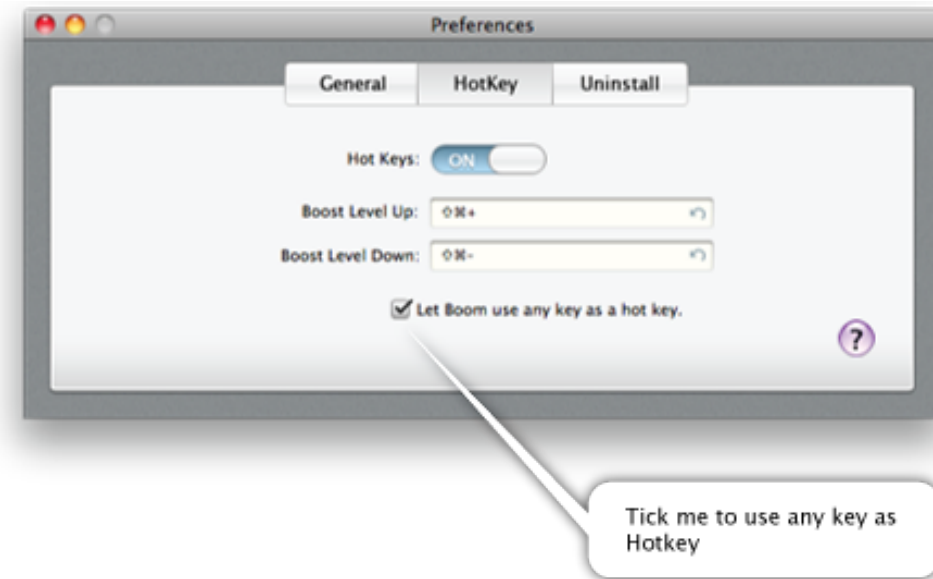 Preferences
General HotKey Uninstall
Hot Keys: ON
Boost Level Up: ⇧⌘+
Boost Level Down: ⇧⌘-
Let Boom use any key as a hot key.
?
Tick me to use any key as
Hotkey